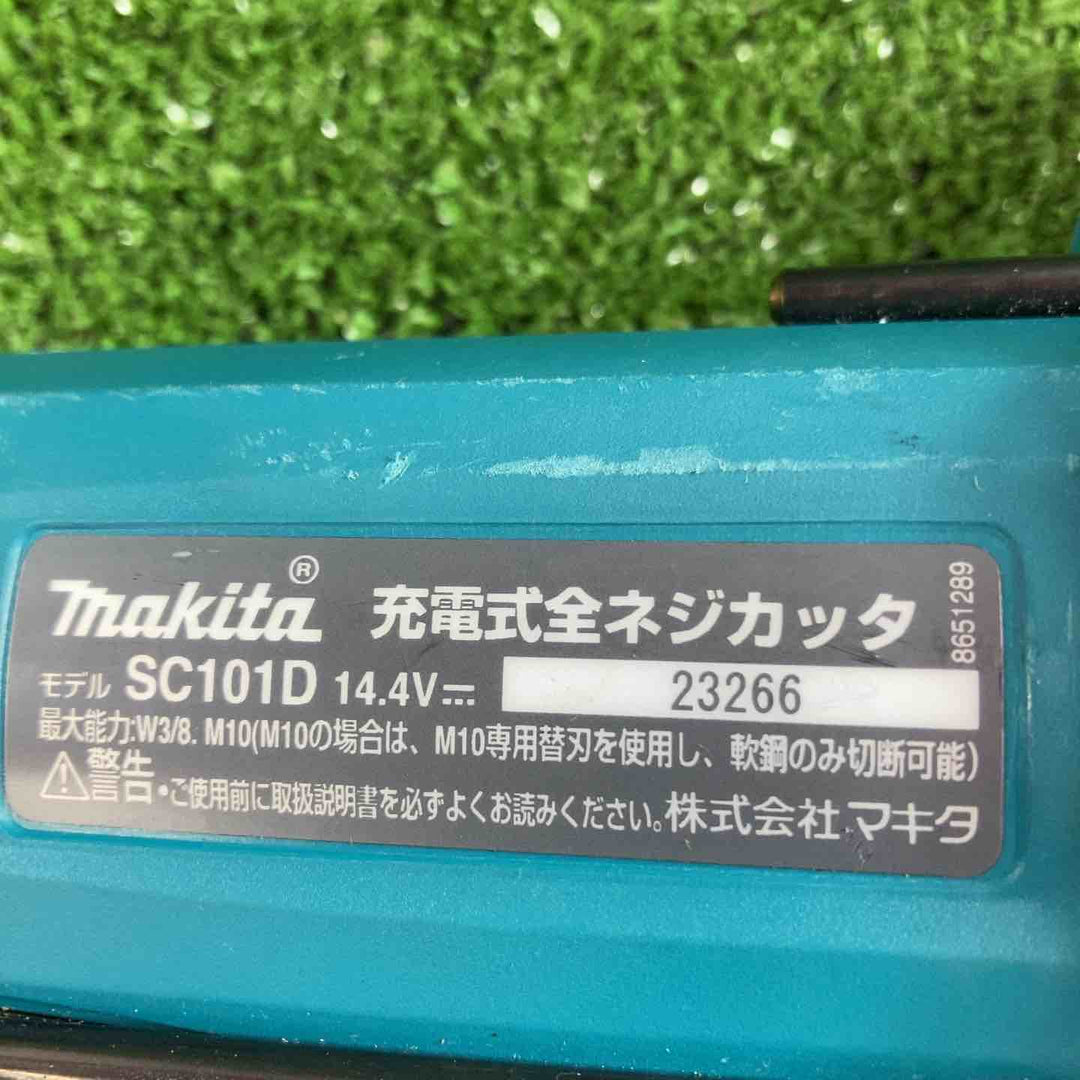 makita® 充電式全ネジカッタ
モデル SC101D 14.4V⎓ 23266
最大能力:W3/8. M10(M10の場合は、M10専用替刃を使用し、軟鋼のみ切断可能)
⚠警告・ご使用前に取扱説明書を必ずよくお読みください。株式会社 マキタ
8651289